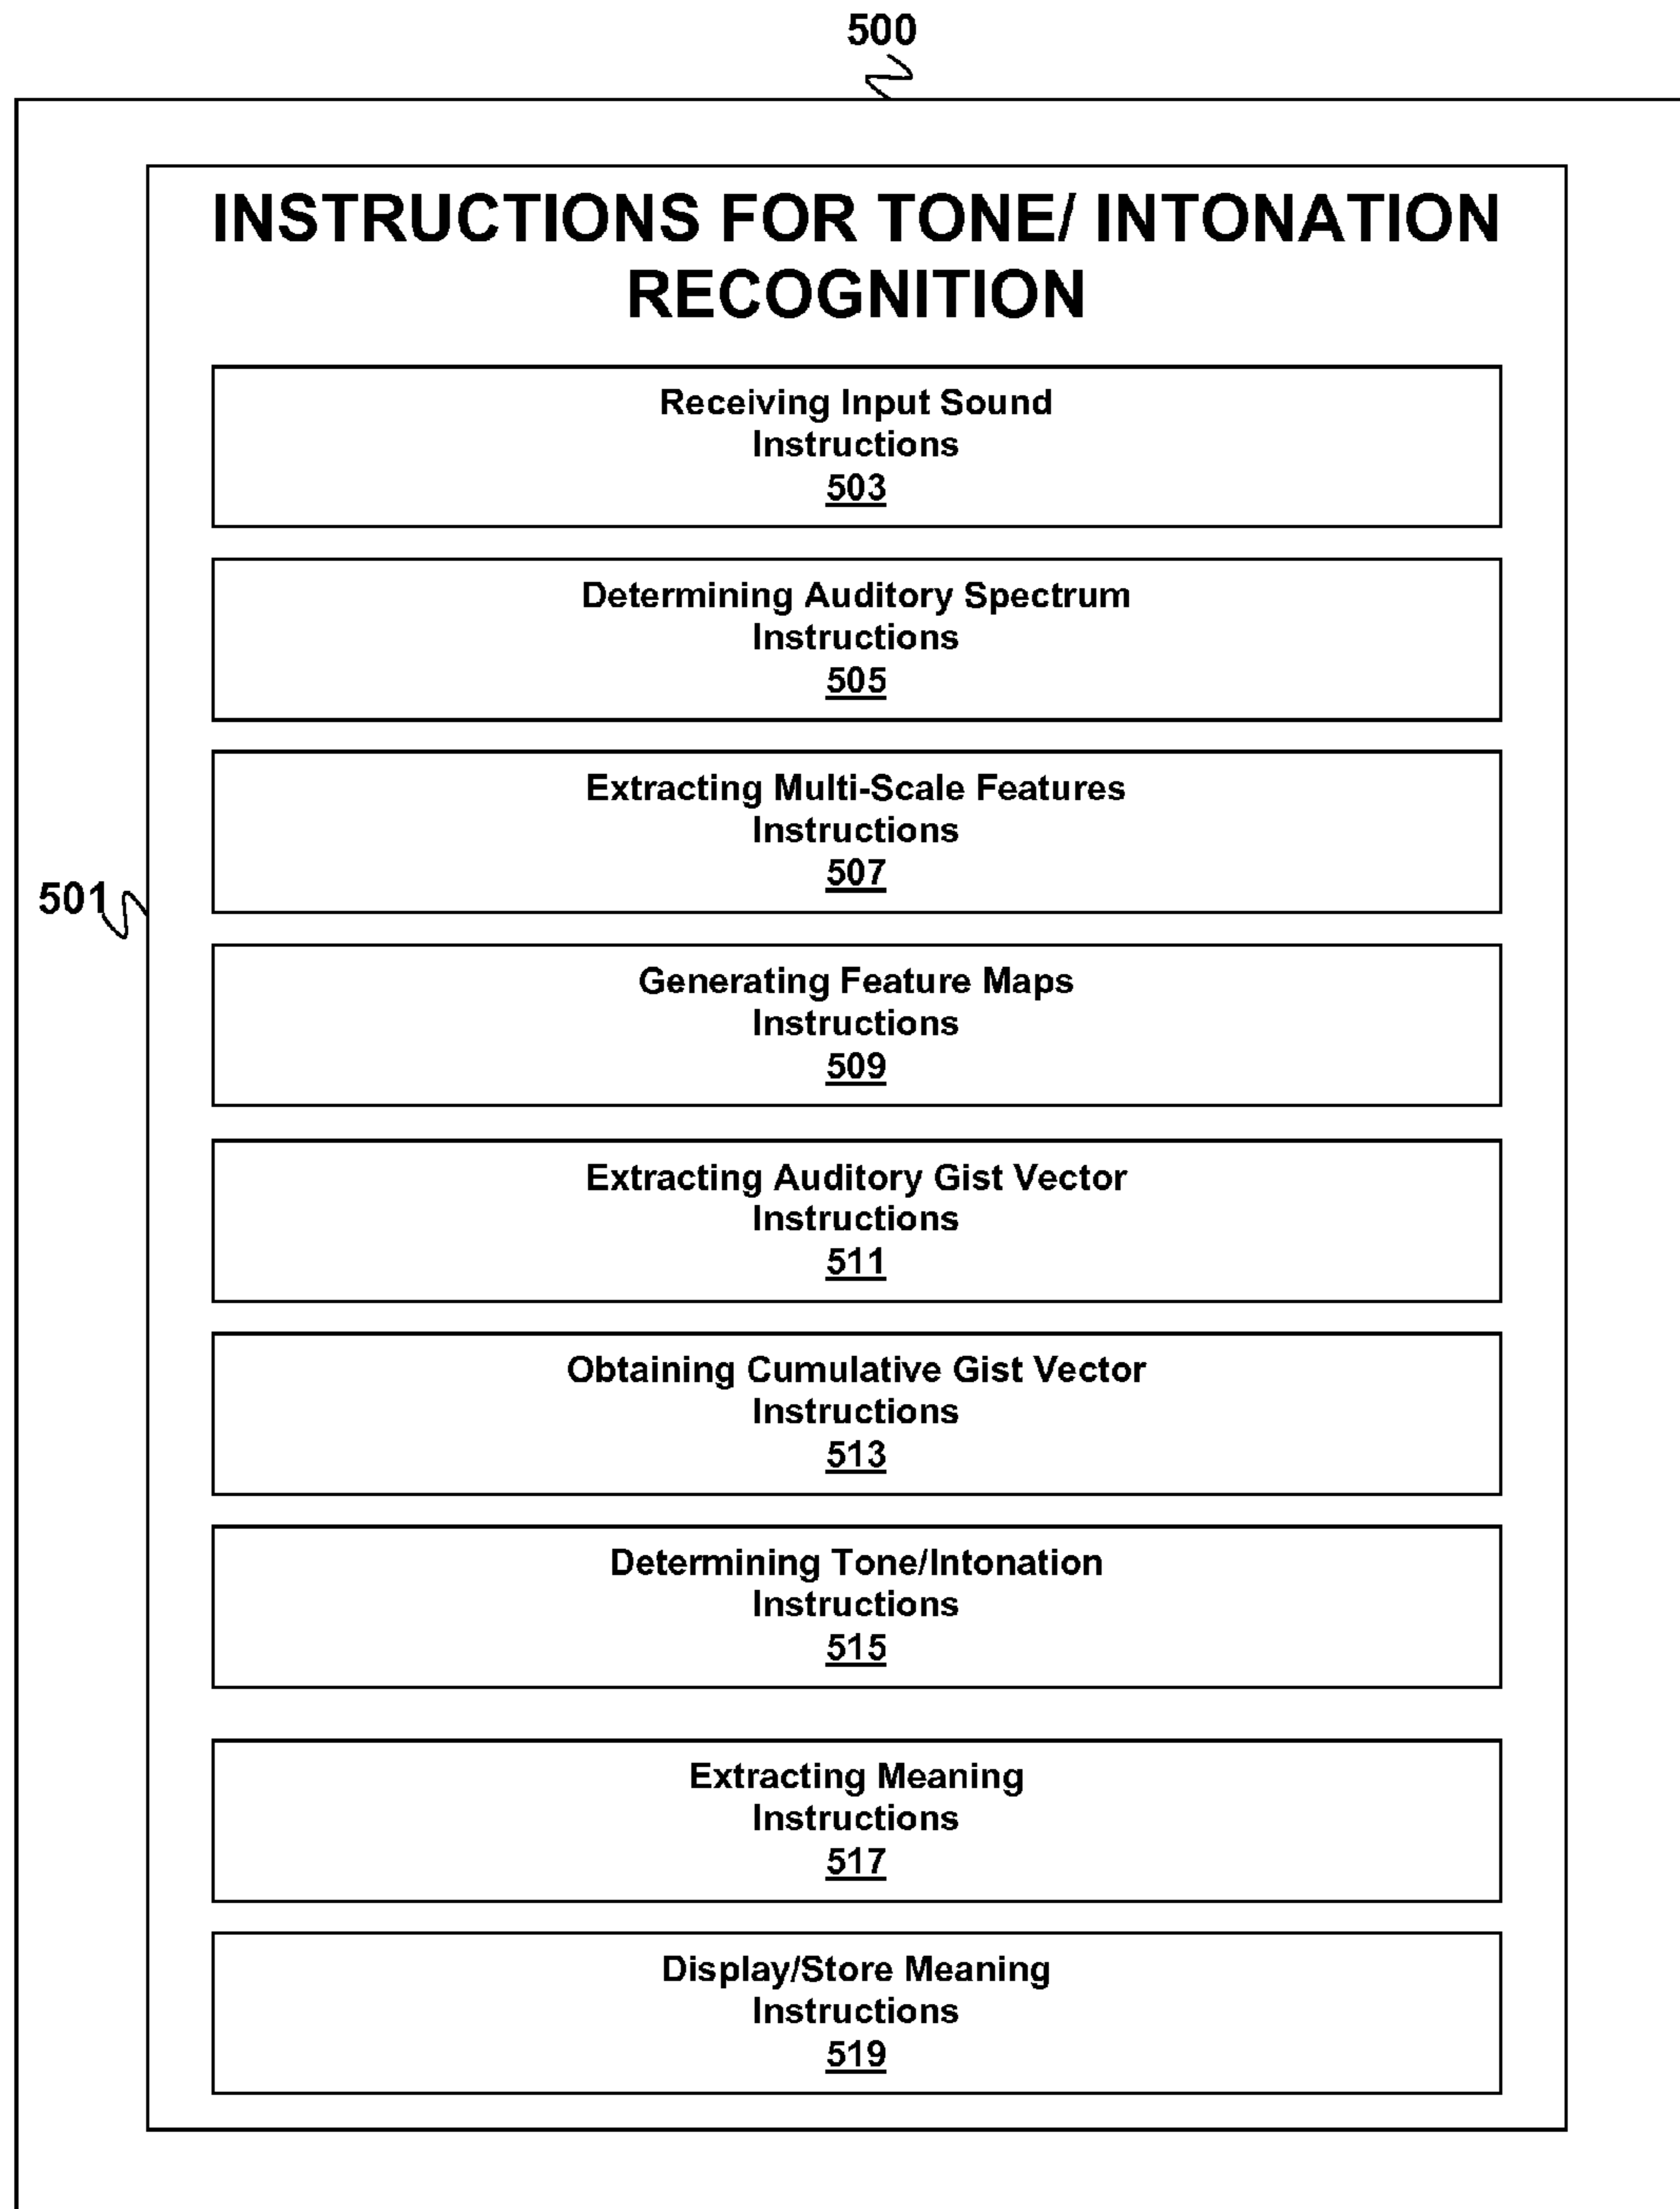 500
INSTRUCTIONS FOR TONE/ INTONATION
RECOGNITION
Receiving Input Sound
Instructions
503
Determining Auditory Spectrum
Instructions
505
Extracting Multi-Scale Features
Instructions
507
501
Generating Feature Maps
Instructions
509
Extracting Auditory Gist Vector
Instructions
511
Obtaining Cumulative Gist Vector
Instructions
513
Determining Tone/Intonation
Instructions
515
Extracting Meaning
Instructions
517
Display/Store Meaning
Instructions
519